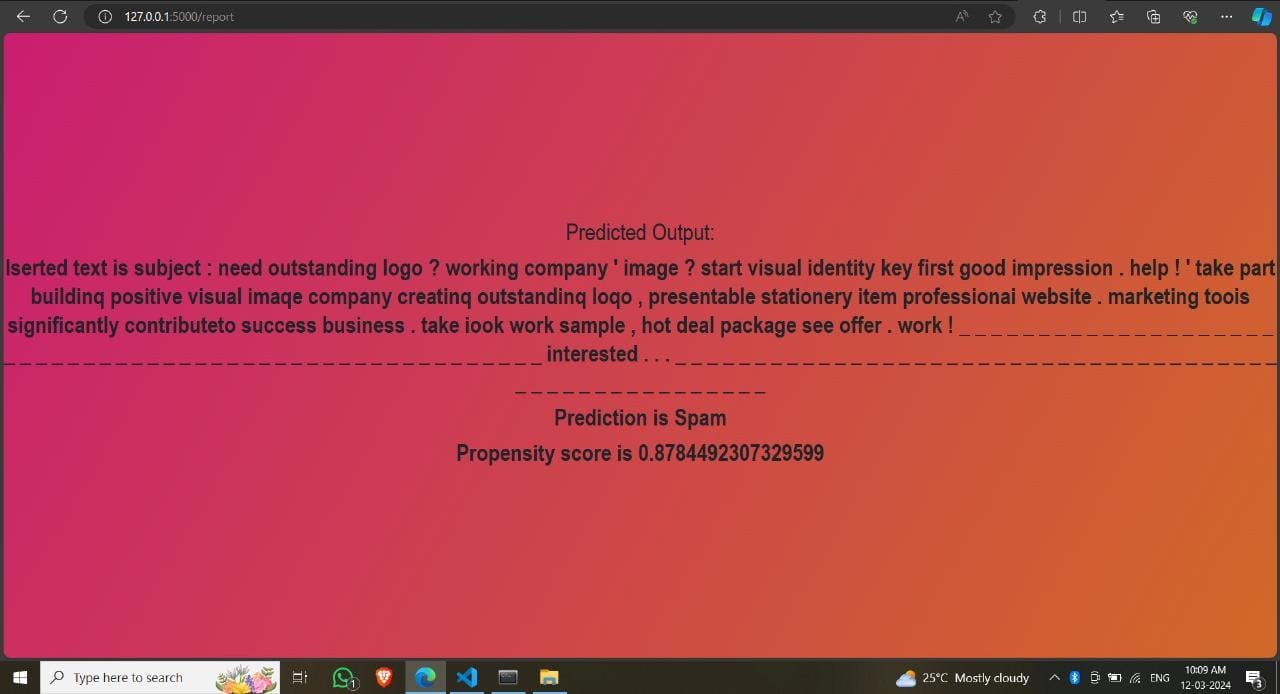 127.0.0.1:5000/report
Predicted Output:
Iserted text is subject : need outstanding logo ? working company ' image ? start visual identity key first good impression . help ! ' take part
buildinq positive visual imaqe company creatinq outstandinq loqo , presentable stationery item professionai website . marketing toois
significantly contributeto success business . take iook work sample , hot deal package see offer . work ! _ _ _ _ _ _ _ _ _ _ _ _ _ _ _ _ _ _ _ _
_ _ _ _ _ _ _ _ _ _ _ _ _ _ _ _ _ _ _ _ _ _ _ _ _ _ _ _ _ _ _ _ _ _ interested . . . _ _ _ _ _ _ _ _ _ _ _ _ _ _ _ _ _ _ _ _ _ _ _ _ _ _ _ _ _ _ _ _ _ _ _ _ _ _
_ _ _ _ _ _ _ _ _ _ _ _ _ _ _ _
Prediction is Spam
Propensity score is 0.8784492307329599
Type here to search
1
25°C Mostly cloudy
ENG
10:09 AM
12-03-2024
3